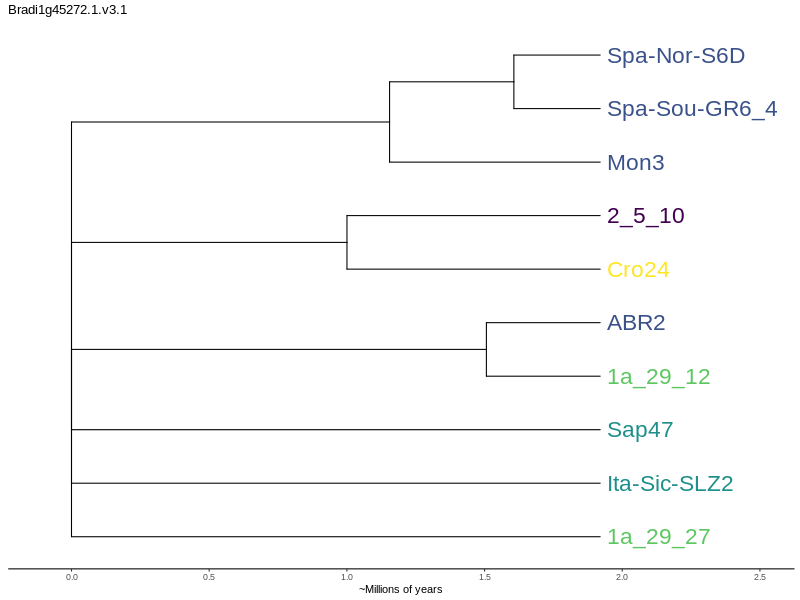 Bradi1g45272.1.v3.1
Spa-Nor-S6D
Spa-Sou-GR6_4
Mon3
2_5_10
Cro24
ABR2
1a_29_12
Sap47
Ita-Sic-SLZ2
1a_29_27
0.0 0.5 1.0 1.5 2.0 2.5
~Millions of years